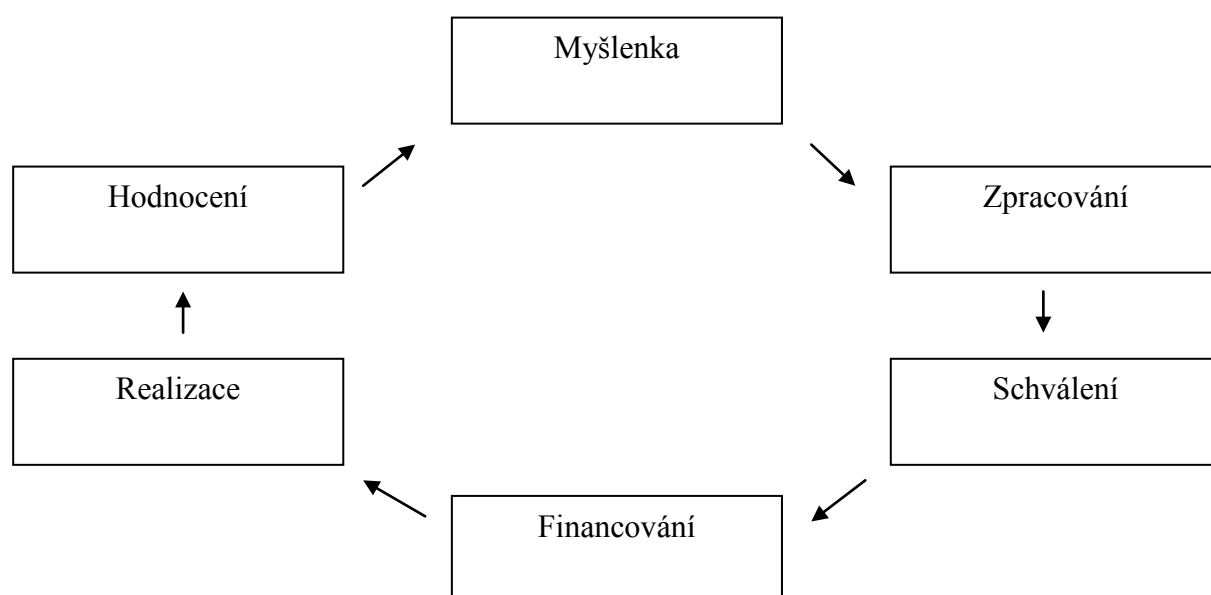 Myšlenka
Hodnocení
Zpracování
Realizace
Schválení
Financování